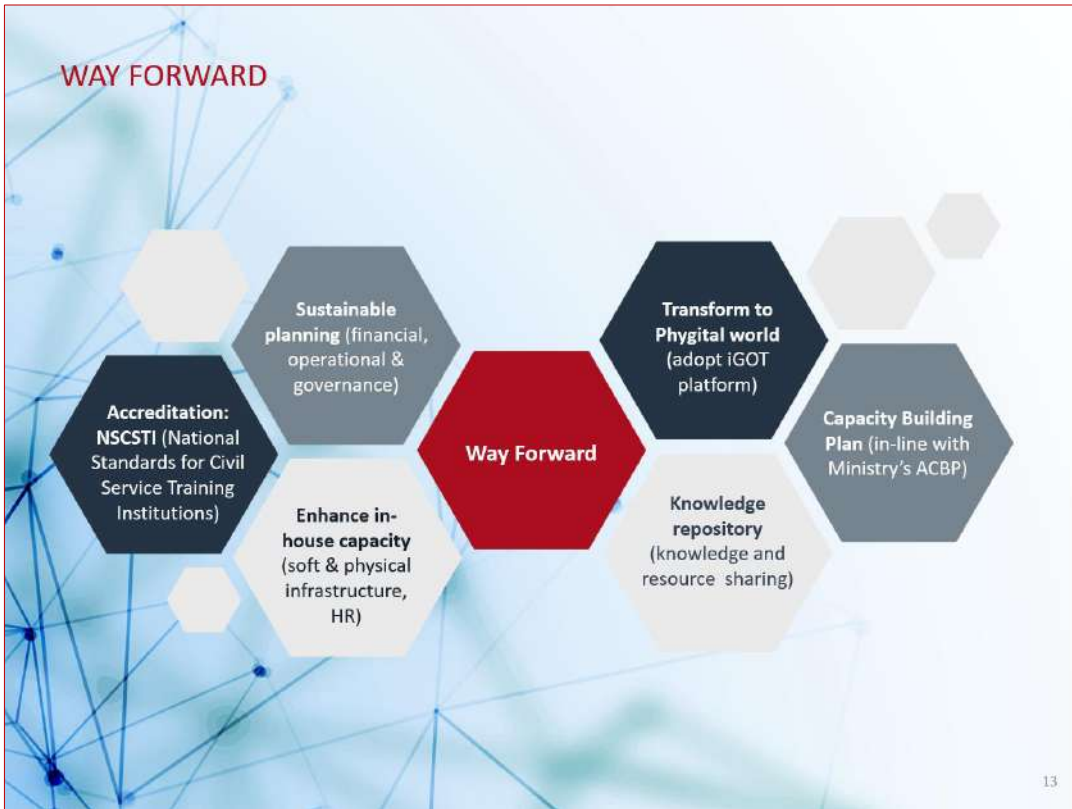 WAY FORWARD
Accreditation:
NSCSTI (National
Standards for Civil
Service Training
Institutions)
Sustainable
planning (financial,
operational &
governance)
Enhance in-
house capacity
(soft & physical
infrastructure,
HR)
Way Forward
Transform to
Phygital world
(adopt iGOT
platform)
Knowledge
repository
(knowledge and
resource sharing)
Capacity Building
Plan (in-line with
Ministry’s ACBP)
13